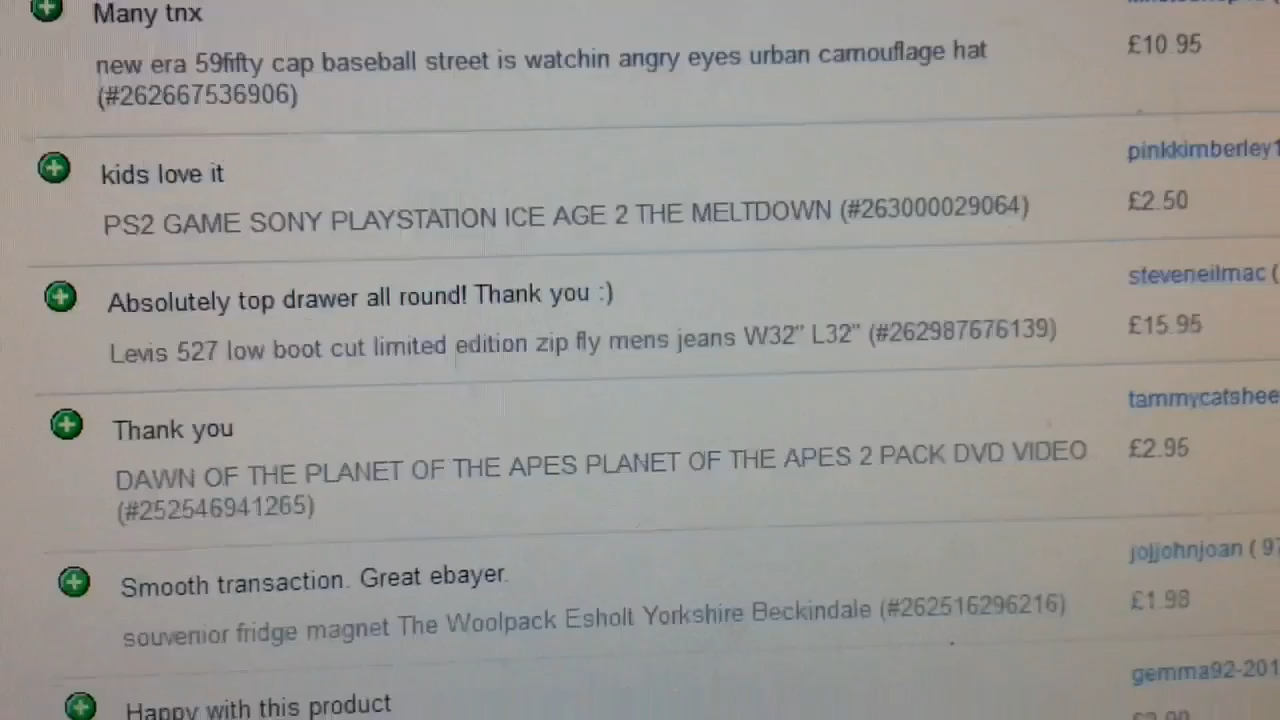 Many tnx
new era 59fifty cap baseball street is watchin angry eyes urban camouflage hat
(#262667536906)
£10.95
kids love it
pinkkimberley1
PS2 GAME SONY PLAYSTATION ICE AGE 2 THE MELTDOWN (#263000029064)
£2.50
Absolutely top drawer all round! Thank you :)
steveneilmac (
Levis 527 low boot cut limited edition zip fly mens jeans W32" L32" (#262987676139)
£15.95
Thank you
tammycatshee
DAWN OF THE PLANET OF THE APES PLANET OF THE APES 2 PACK DVD VIDEO
(#252546941265)
£2.95
Smooth transaction. Great ebayer.
jojjohnjoan ( 97
souvenior fridge magnet The Woolpack Esholt Yorkshire Beckindale (#262516296216)
£1.98
Happy with this product
gemma92-201